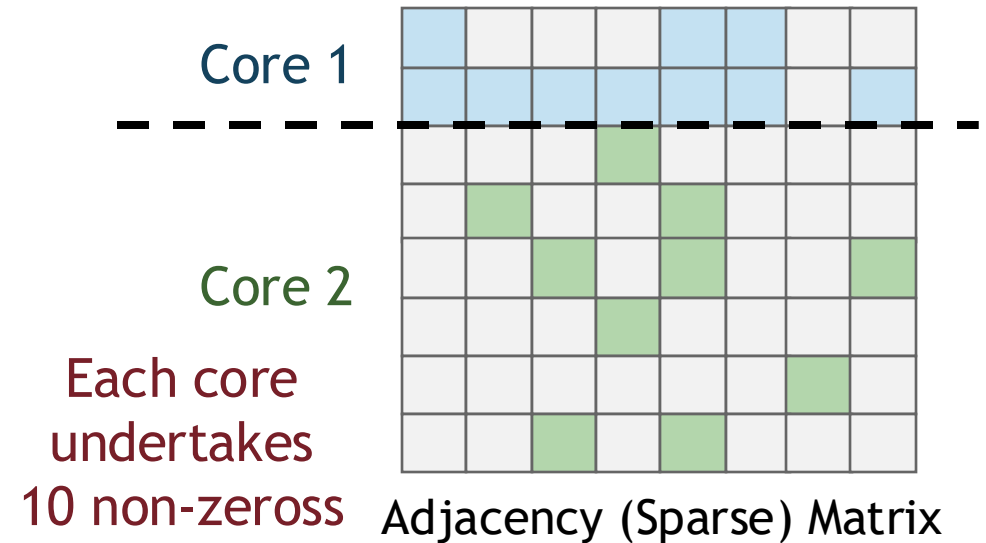 Core 1
Core 2
Each core
undertakes
10 non-zeross
Adjacency (Sparse) Matrix